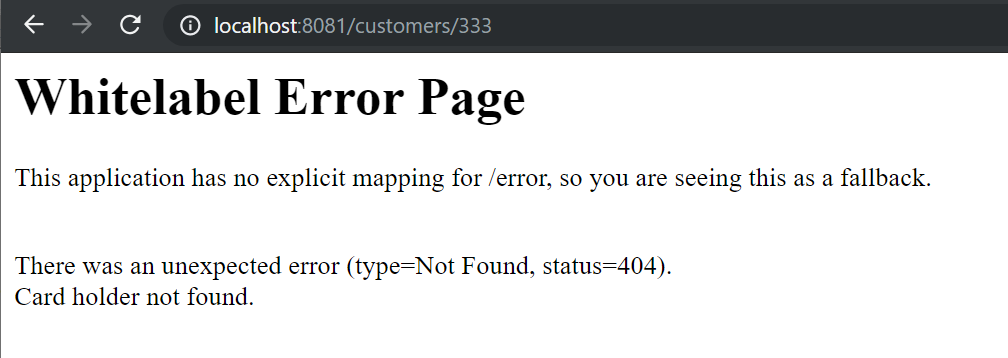 localhost:8081/customers/333
Whitelabel Error Page
This application has no explicit mapping for /error, so you are seeing this as a fallback.
There was an unexpected error (type=Not Found, status=404).
Card holder not found.